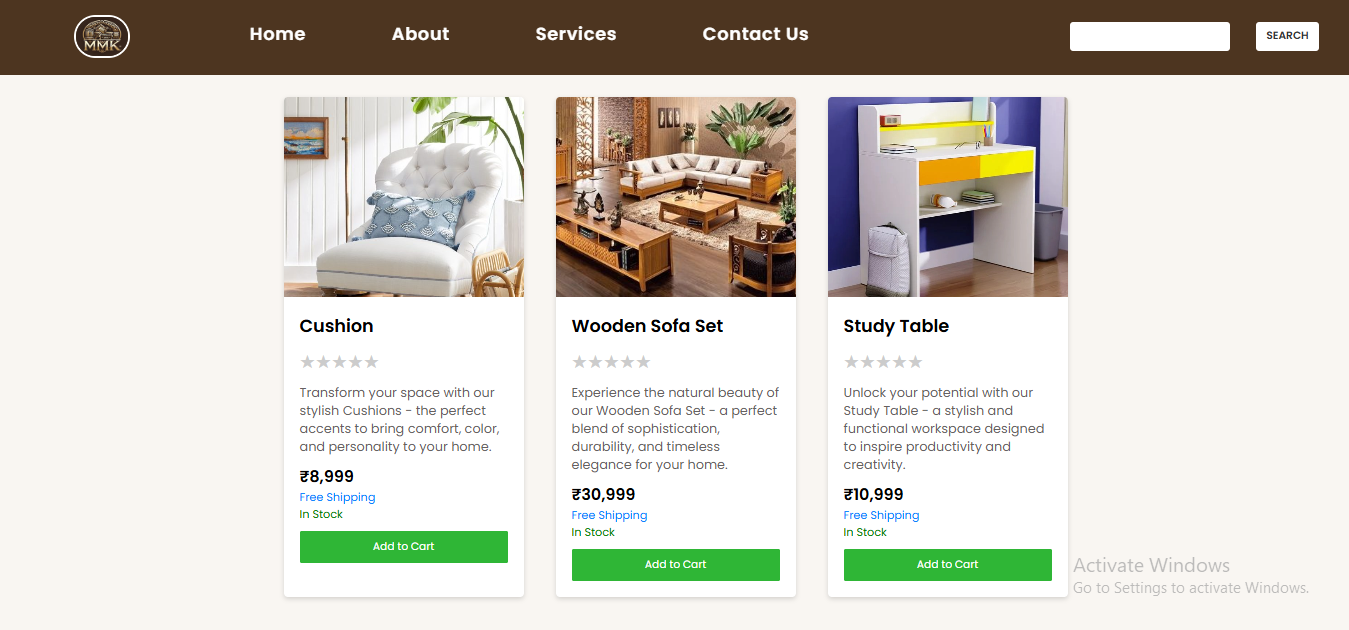 MMK
Home
About
Services
Contact Us
SEARCH
Cushion
Transform your space with our
stylish Cushions - the perfect
accents to bring comfort, color,
and personality to your home.
₹8,999
Free Shipping
In Stock
Add to Cart
Wooden Sofa Set
Experience the natural beauty of
our Wooden Sofa Set - a perfect
blend of sophistication,
durability, and timeless
elegance for your home.
₹30,999
Free Shipping
In Stock
Add to Cart
Study Table
Unlock your potential with our
Study Table - a stylish and
functional workspace designed
to inspire productivity and
creativity.
₹10,999
Free Shipping
In Stock
Add to Cart
Activate Windows
Go to Settings to activate Windows.